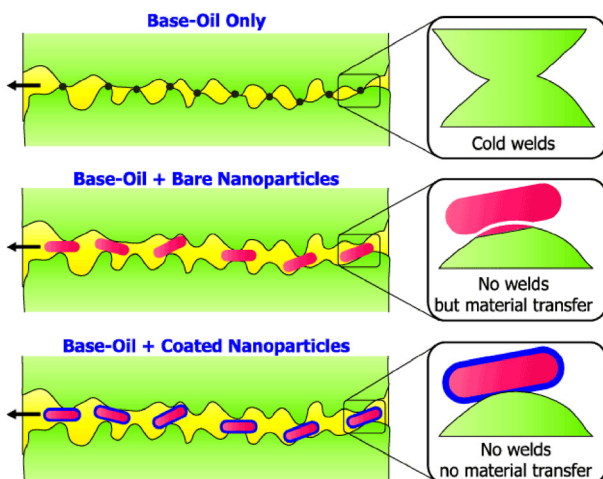 Base-Oil Only
Cold welds
Base-Oil + Bare Nanoparticles
No welds
but material transfer
Base-Oil + Coated Nanoparticles
No welds
no material transfer